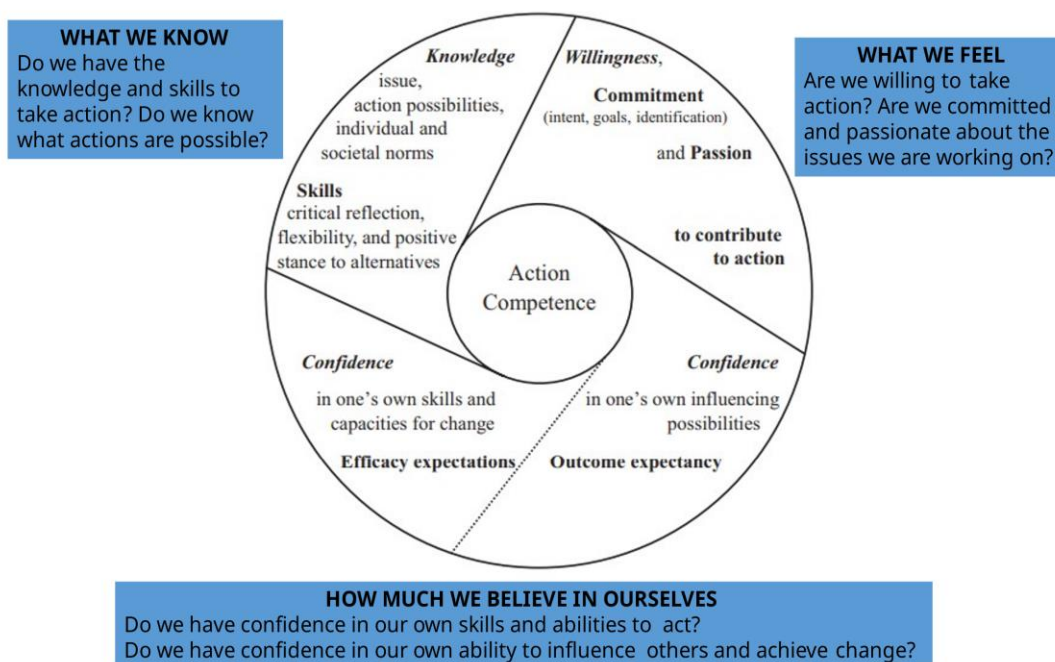 WHAT WE KNOW
Do we have the
knowledge and skills to
take action? Do we know
what actions are possible?
Knowledge
issue,
action possibilities,
individual and
societal norms
Skills
critical reflection,
flexibility, and positive
stance to alternatives
Willingness,
Commitment
(intent, goals, identification)
and Passion
to contribute
to action
WHAT WE FEEL
Are we willing to take
action? Are we committed
and passionate about the
issues we are working on?
Action
Competence
Confidence
in one's own skills and
capacities for change
Efficacy expectations
Confidence
in one's own influencing
possibilities
Outcome expectancy
HOW MUCH WE BELIEVE IN OURSELVES
Do we have confidence in our own skills and abilities to act?
Do we have confidence in our own ability to influence others and achieve change?